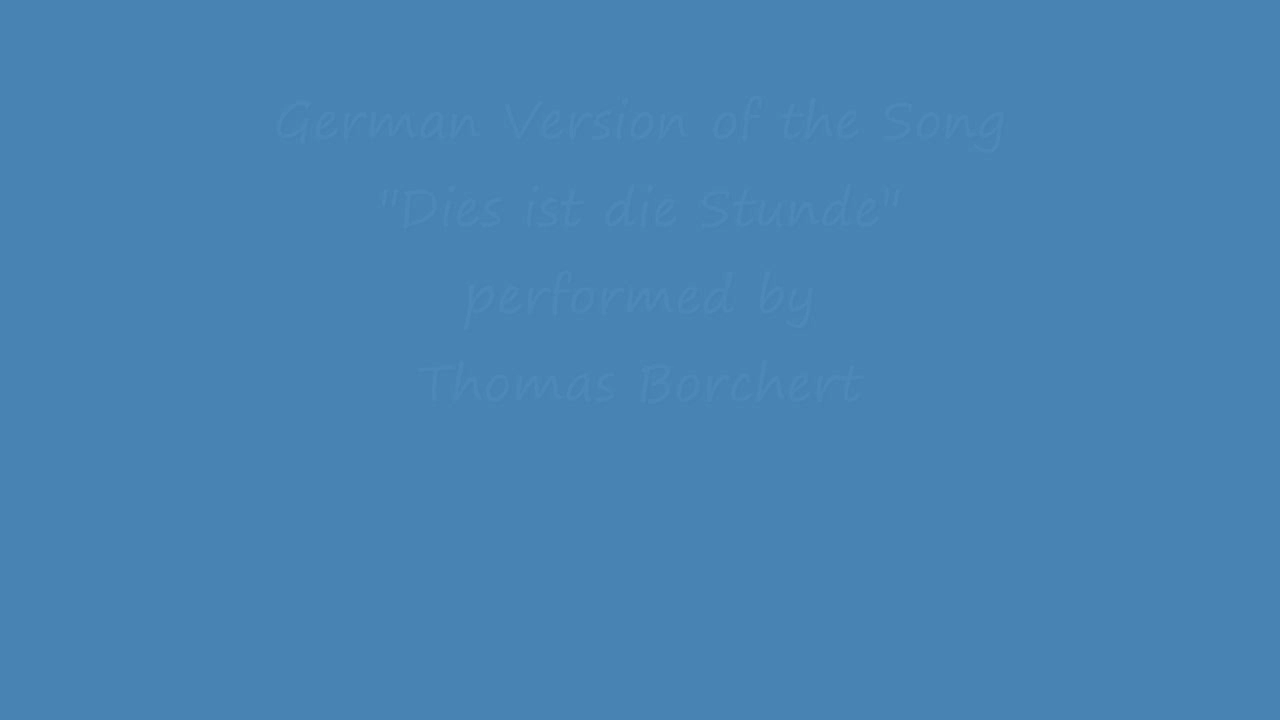 German Version of the Song
"Dies ist die Stunde"
performed by
Thomas Borchert